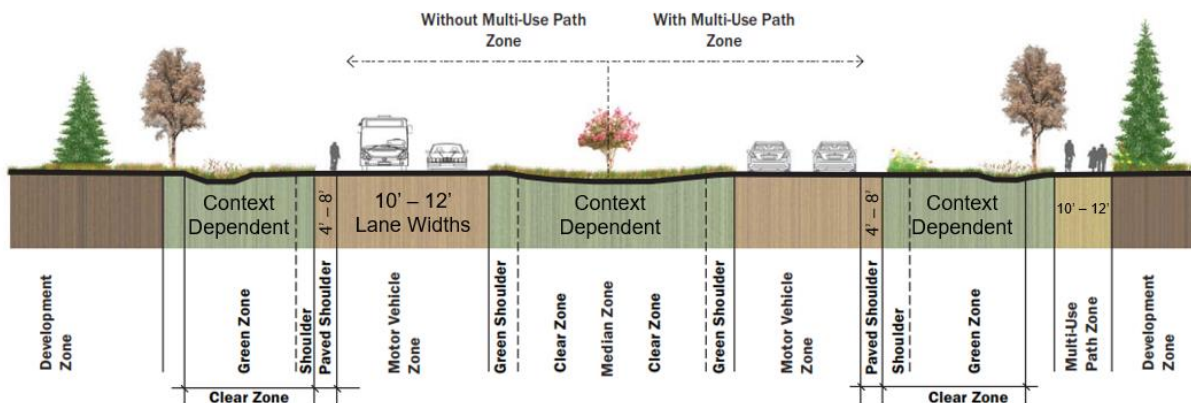 Without Multi-Use Path
Zone
With Multi-Use Path
Zone
Context
Dependent
4' – 8'
10' – 12'
Lane Widths
Context
Dependent
4' – 8'
Context
Dependent
10' – 12'
Development
Zone
Green Zone
Shoulder
Paved Shoulder
Motor Vehicle
Zone
Green Shoulder
Clear Zone
Median Zone
Clear Zone
Green Shoulder
Motor Vehicle
Zone
Paved Shoulder
Shoulder
Green Zone
Multi-Use
Path Zone
Development
Zone
Clear Zone
Clear Zone